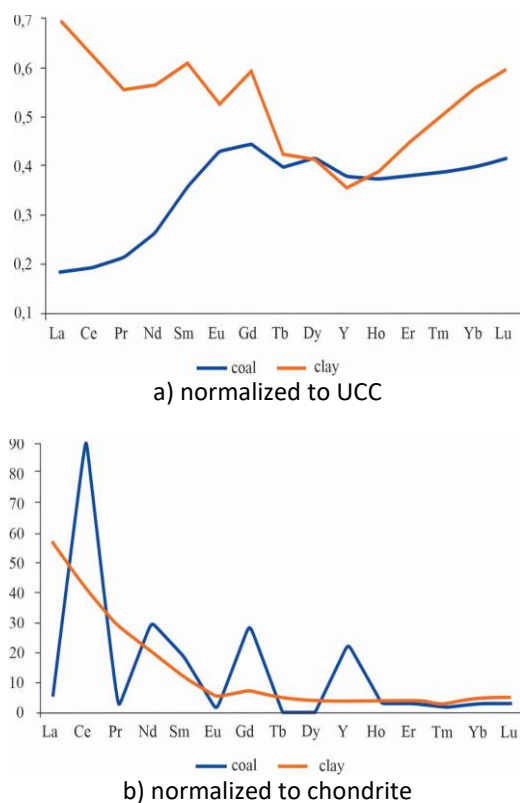 0,7
0,6
0,5
0,4
0,3
0,2
0,1
La Ce Pr Nd Sm Eu Gd Tb Dy Y Ho Er Tm Yb Lu
coal clay
a) normalized to UCC
90
80
70
60
50
40
30
20
10
0
La Ce Pr Nd Sm Eu Gd Tb Dy Y Ho Er Tm Yb Lu
coal clay
b) normalized to chondrite